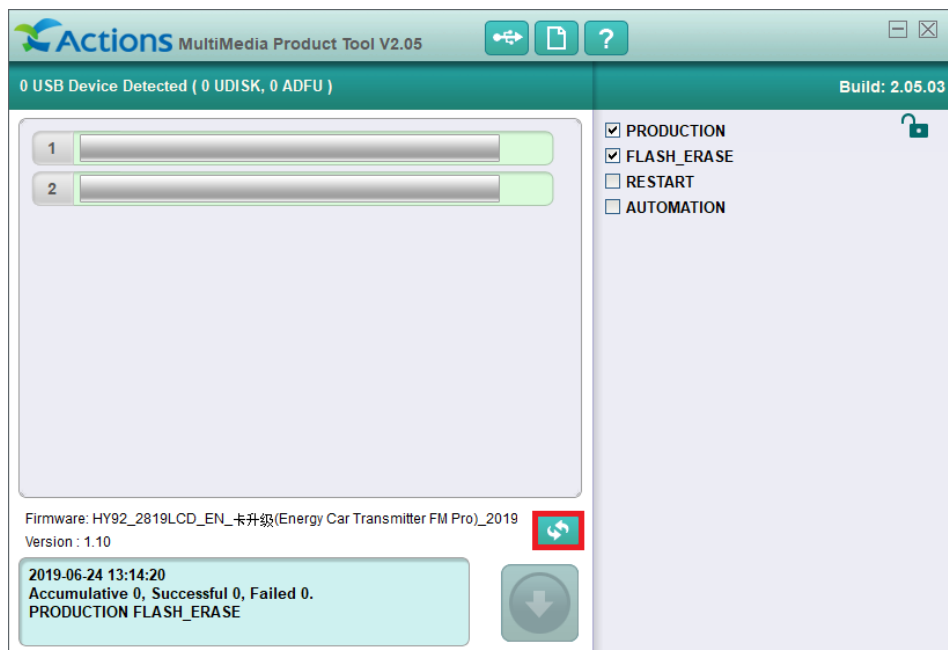 Actions MultiMedia Product Tool V2.05
?
0 USB Device Detected ( 0 UDISK, 0 ADFU )
Build: 2.05.03
1
2
PRODUCTION
FLASH_ERASE
RESTART
AUTOMATION
Firmware: HY92_2819LCD_EN_卡升级(Energy Car Transmitter FM Pro)_2019
Version : 1.10
2019-06-24 13:14:20
Accumulative 0, Successful 0, Failed 0.
PRODUCTION FLASH_ERASE